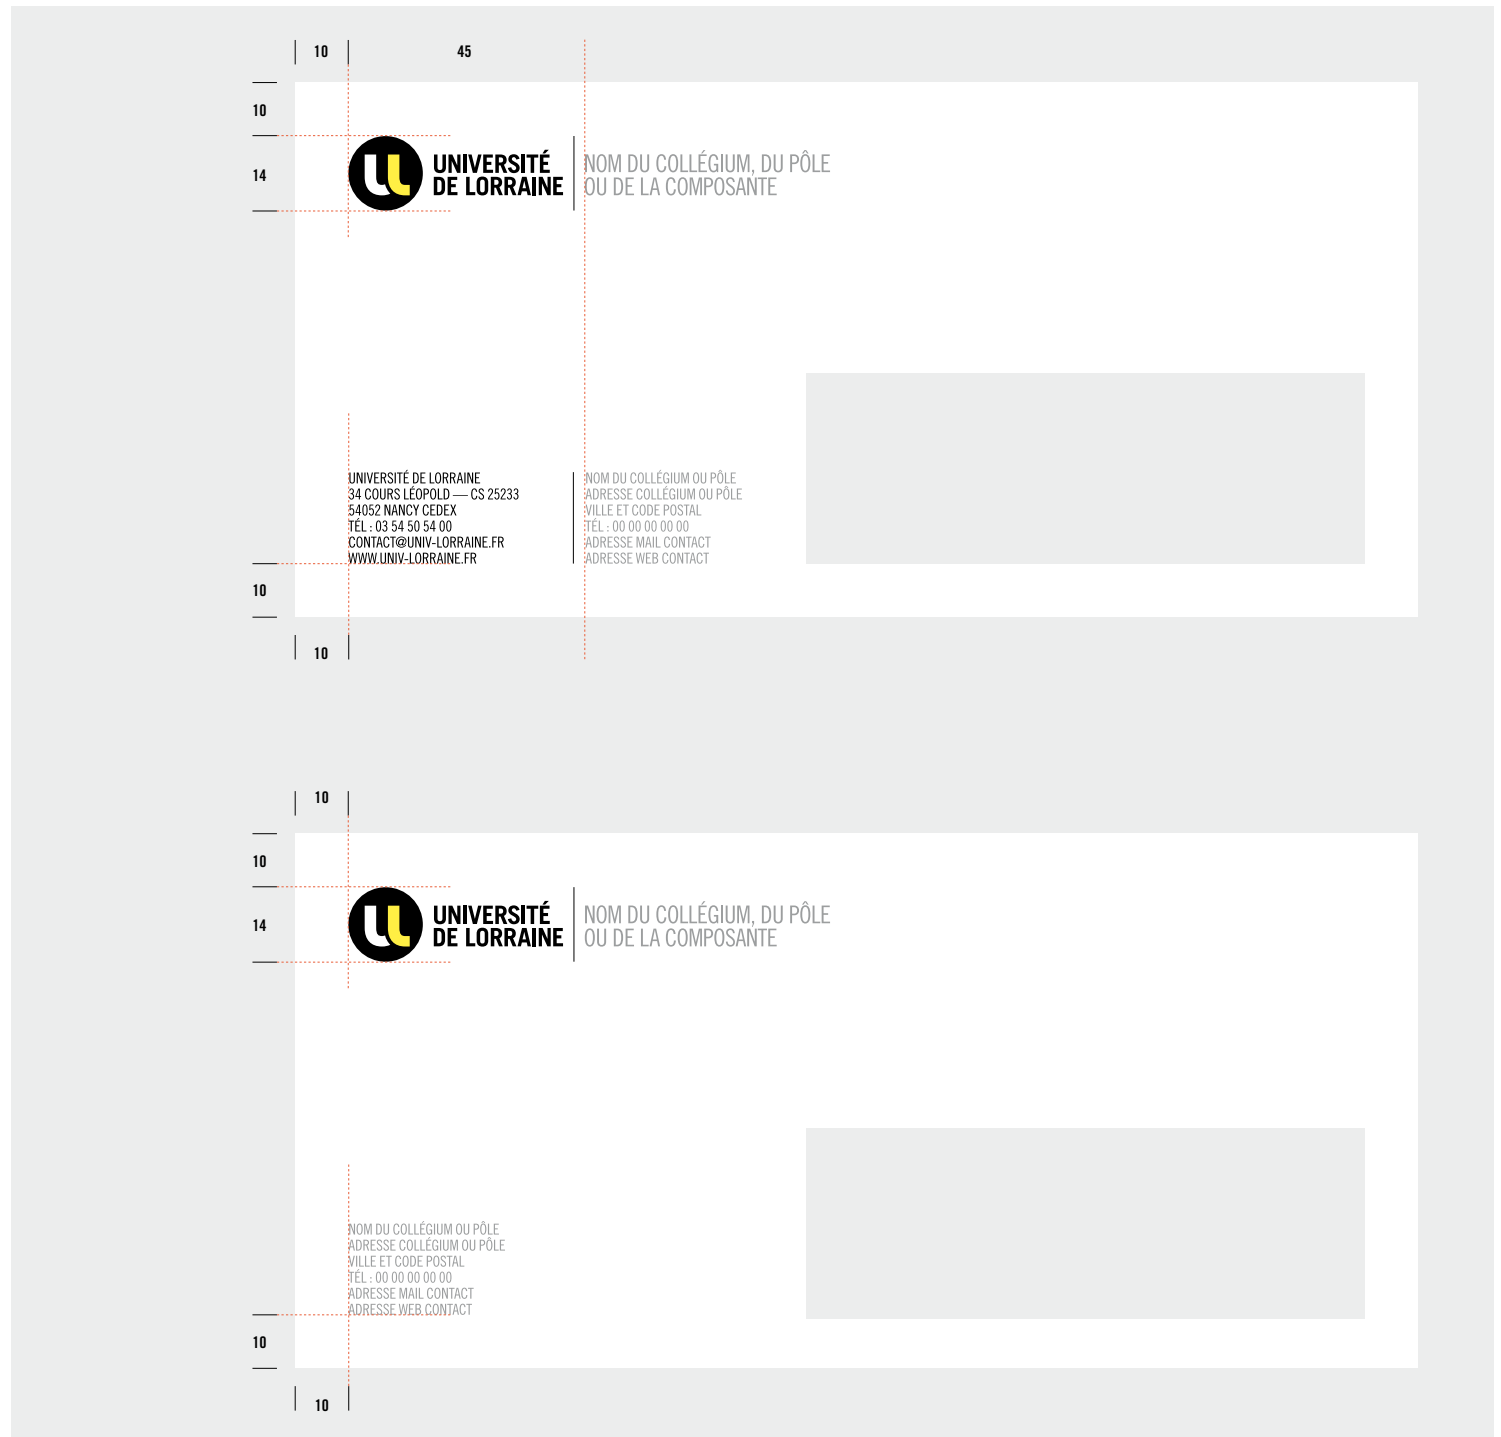 10 45
10
14
UNIVERSITÉ
DE LORRAINE
NOM DU COLLÉGIUM, DU PÔLE
OU DE LA COMPOSANTE
UNIVERSITÉ DE LORRAINE
34 COURS LÉOPOLD — CS 25233
54052 NANCY CEDEX
TÉL : 03 54 50 54 00
CONTACT@UNIV-LORRAINE.FR
WWW.UNIV-LORRAINE.FR
NOM DU COLLÉGIUM OU PÔLE
ADRESSE COLLÉGIUM OU PÔLE
VILLE ET CODE POSTAL
TÉL : 00 00 00 00 00
ADRESSE MAIL CONTACT
ADRESSE WEB CONTACT
10
10
10
10
14
UNIVERSITÉ
DE LORRAINE
NOM DU COLLÉGIUM, DU PÔLE
OU DE LA COMPOSANTE
NOM DU COLLÉGIUM OU PÔLE
ADRESSE COLLÉGIUM OU PÔLE
VILLE ET CODE POSTAL
TÉL : 00 00 00 00 00
ADRESSE MAIL CONTACT
ADRESSE WEB CONTACT
10
10